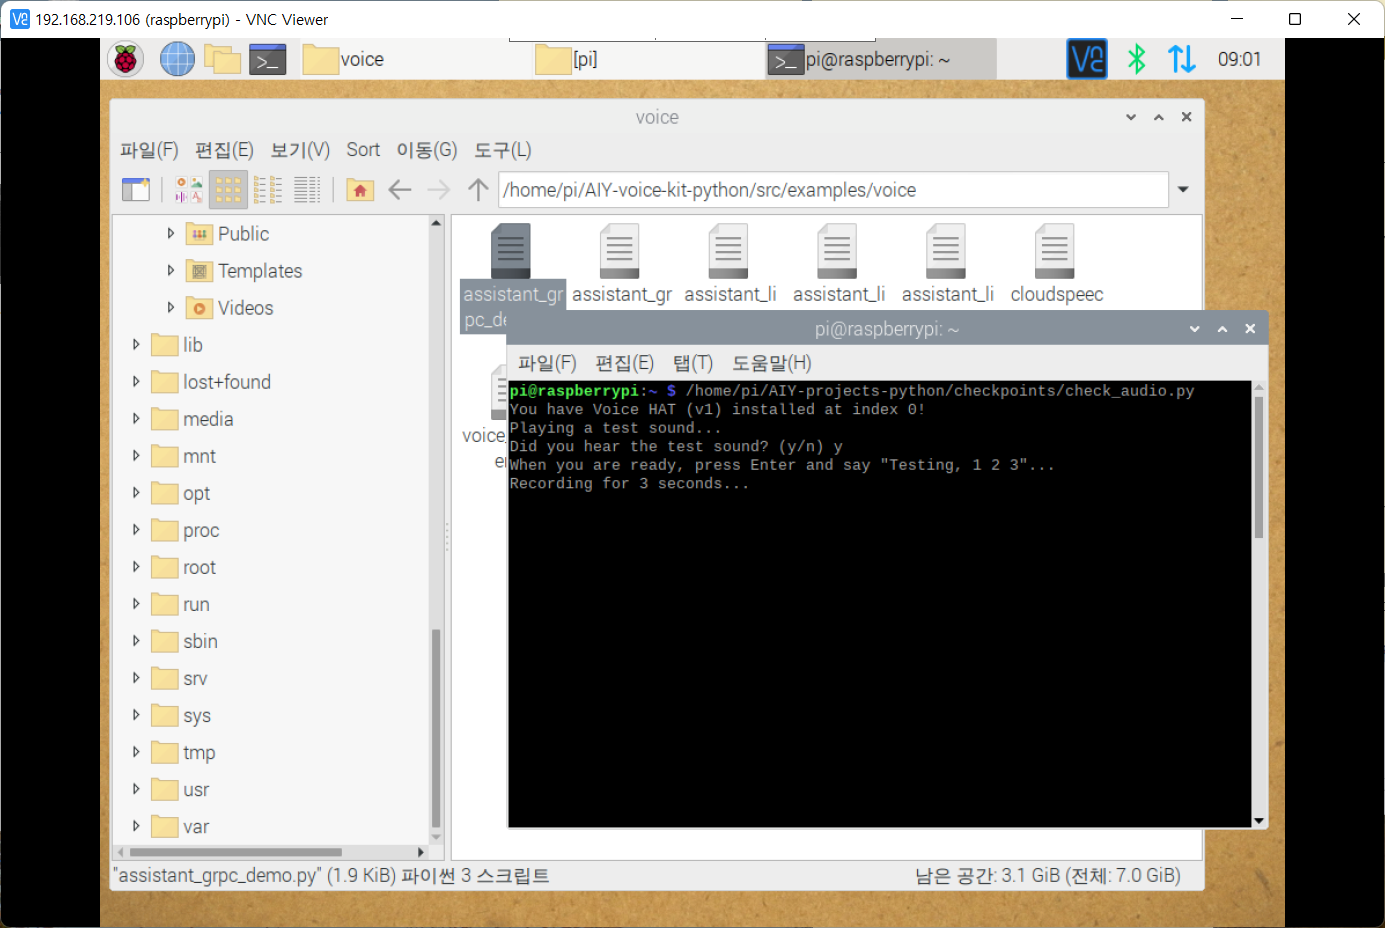 192.168.219.106 (raspberrypi) - VNC Viewer
voice
[pi]
pi@raspberrypi: ~
09:01
voice
파일(F) 편집(E) 보기(V) Sort 이동(G) 도구(L)
/home/pi/AIY-voice-kit-python/src/examples/voice
Public
Templates
Videos
lib
lost+found
media
mnt
opt
proc
root
run
sbin
srv
sys
tmp
usr
var
assistant_gr
pc_de
assistant_gr
assistant_li
assistant_li
assistant_li
cloudspeec
voice_
er
pi@raspberrypi: ~
파일(F) 편집(E) 탭(T) 도움말(H)
pi@raspberrypi:~ $ /home/pi/AIY-projects-python/checkpoints/check_audio.py
You have Voice HAT (v1) installed at index 0!
Playing a test sound...
Did you hear the test sound? (y/n) y
When you are ready, press Enter and say "Testing, 1 2 3"...
Recording for 3 seconds...
"assistant_grpc_demo.py" (1.9 KiB) 파이썬 3 스크립트
남은 공간: 3.1 GiB (전체: 7.0 GiB)